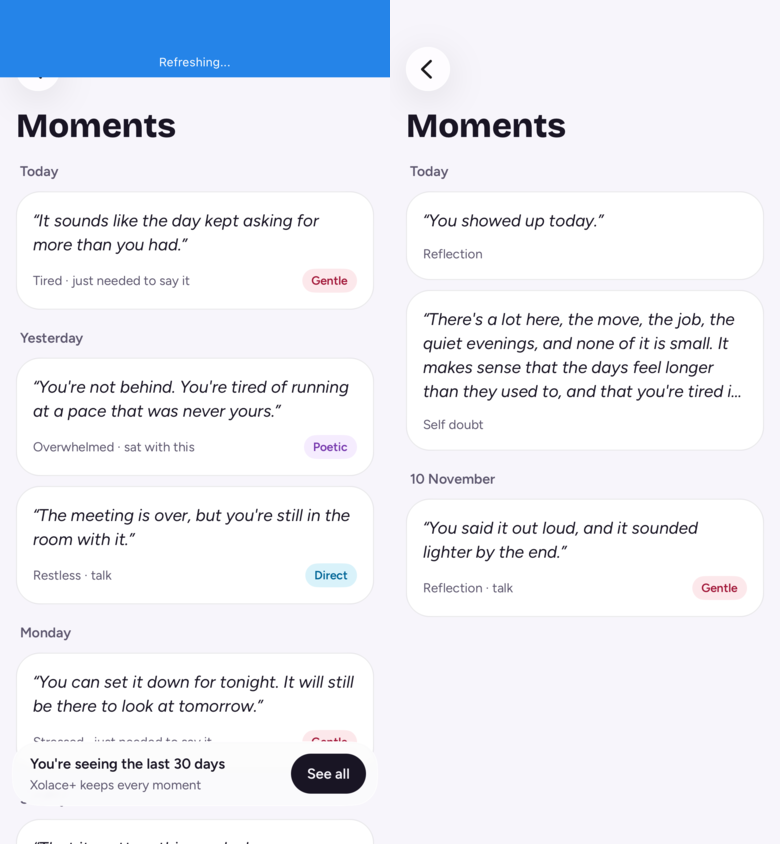 Refreshing...
Moments
Today
“It sounds like the day kept asking for
more than you had.”
Tired · just needed to say it
Gentle
Yesterday
“You're not behind. You're tired of running
at a pace that was never yours.”
Overwhelmed · sat with this
Poetic
“The meeting is over, but you're still in the
room with it.”
Restless · talk
Direct
Monday
“You can set it down for tonight. It will still
be there to look at tomorrow.”
Stressed · just needed to say it
Gentle
You're seeing the last 30 days
Xolace+ keeps every moment
See all
Moments
Today
“You showed up today.”
Reflection
“There's a lot here, the move, the job, the
quiet evenings, and none of it is small. It
makes sense that the days feel longer
than they used to, and that you're tired i...
Self doubt
10 November
“You said it out loud, and it sounded
lighter by the end.”
Reflection · talk
Gentle